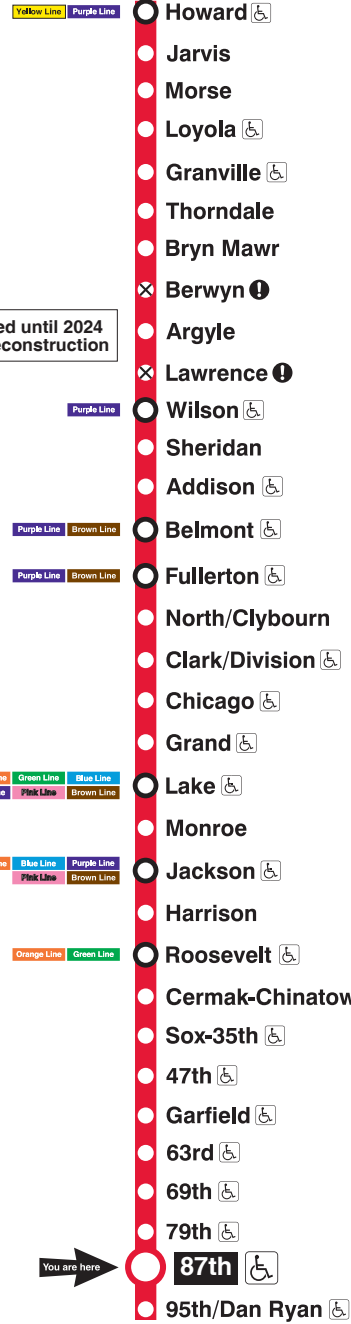 Yellow Line Purple Line Howard
Jarvis
Morse
Loyola
Granville
Thorndale
Bryn Mawr
Berwyn
until 2024
Argyle
Lawrence
Purple Line Wilson
Sheridan
Addison
Purple Line Brown Line Belmont
Purple Line Brown Line Fullerton
North/Clybourn
Clark/Division
Chicago
Grand
Green Line Blue Line
Pink Line Brown Line
Lake
Monroe
Blue Line Purple Line
Pink Line Brown Line
Jackson
Harrison
Orange Line Green Line Roosevelt
Sox-35th
47th
Garfield
63rd
69th
79th
You are here 87th
95th/Dan Ryan